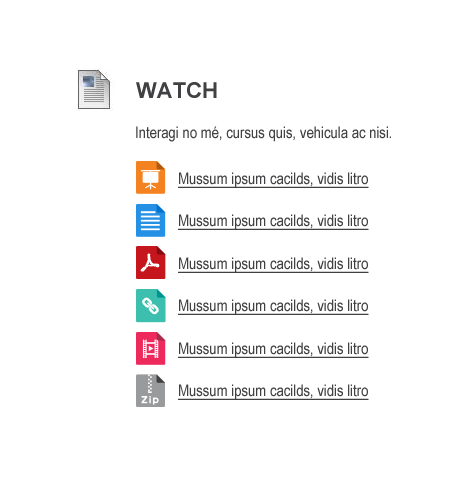 WATCH
Interagi no mé, cursus quis, vehicula ac nisi.
Mussum ipsum cacilds, vidis litro
Mussum ipsum cacilds, vidis litro
Mussum ipsum cacilds, vidis litro
Mussum ipsum cacilds, vidis litro
Mussum ipsum cacilds, vidis litro
Zip Mussum ipsum cacilds, vidis litro